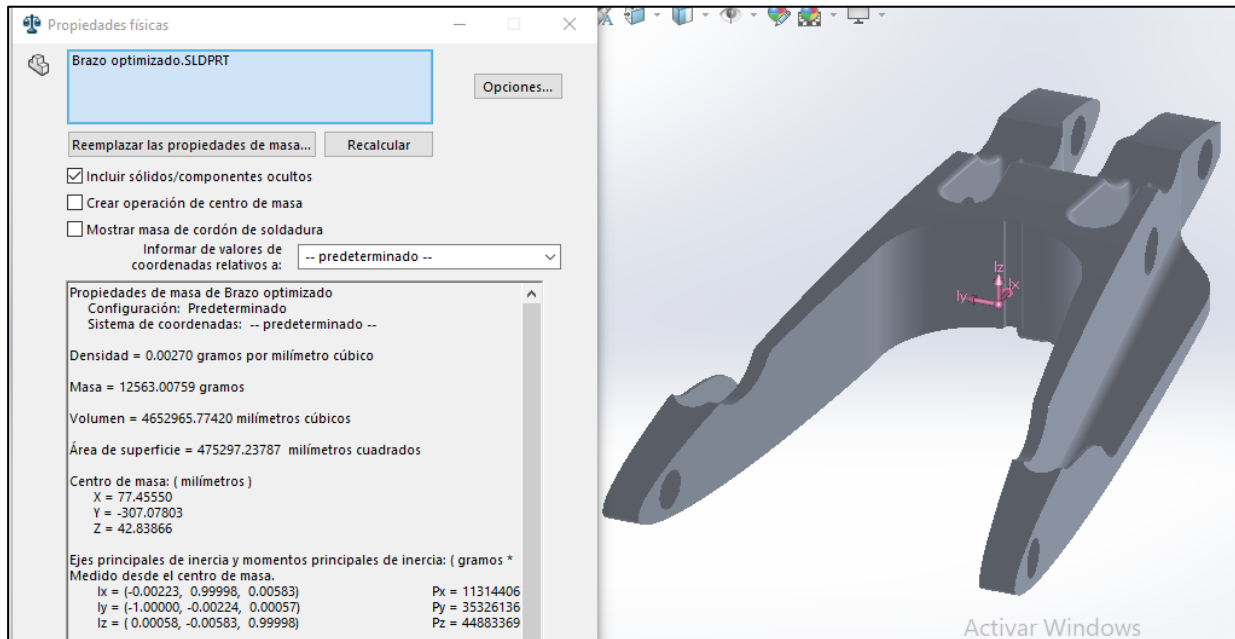 Propiedades físicas
Brazo optimizado.SLDPRT
Opciones...
Reemplazar las propiedades de masa...
Recalcular
Incluir sólidos/componentes ocultos
Crear operación de centro de masa
Mostrar masa de cordón de soldadura
Informar de valores de
coordenadas relativos a:
-- predeterminado --
Propiedades de masa de Brazo optimizado
Configuración: Predeterminado
Sistema de coordenadas: -- predeterminado --
Densidad = 0.00270 gramos por milímetro cúbico
Masa = 12563.00759 gramos
Volumen = 4652965.77420 milímetros cúbicos
Área de superficie = 475297.23787 milímetros cuadrados
Centro de masa: ( milímetros )
X = 77.45550
Y = -307.07803
Z = 42.83866
Ejes principales de inercia y momentos principales de inercia: ( gramos *
Medido desde el centro de masa.
Ix = (-0.00223, 0.99998, 0.00583) Px = 11314406
Iy = (-1.00000, -0.00224, 0.00057) Py = 35326136
Iz = ( 0.00058, -0.00583, 0.99998) Pz = 44883369
Iz
Ix
Iy
Activar Windows